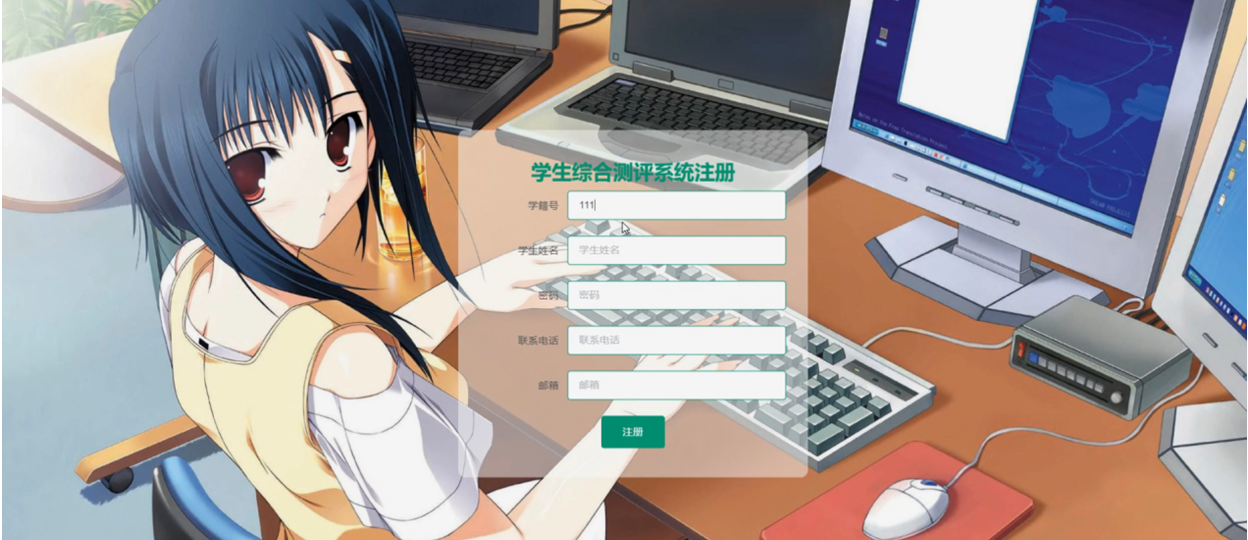 学生综合测评系统注册
学籍号 111
学生姓名 学生姓名
密码 密码
联系电话 联系电话
邮箱 邮箱
注册